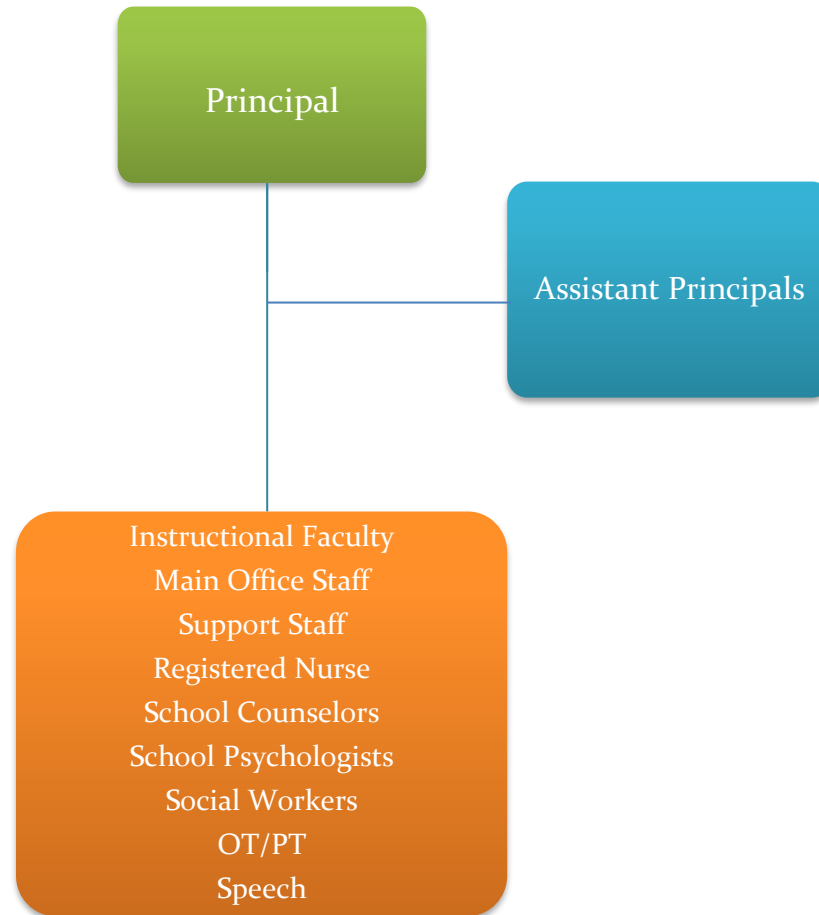 Principal
Assistant Principals
Instructional Faculty
Main Office Staff
Support Staff
Registered Nurse
School Counselors
School Psychologists
Social Workers
OT/PT
Speech